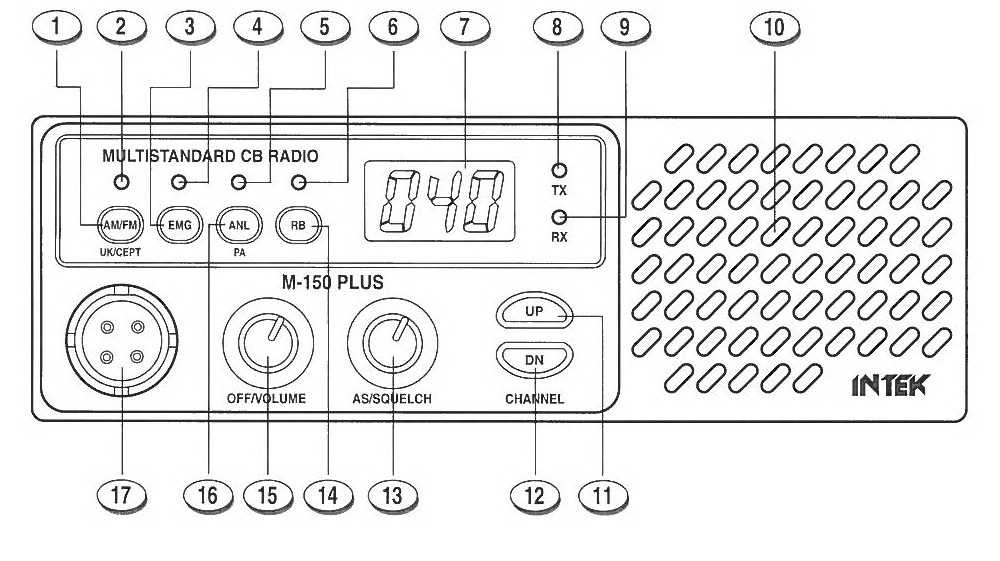 1 2 3 4 5 6 7 8 9 10
MULTISTANDARD CB RADIO
040
TX
AM/FM EMG ANL RB
RX
UK/CEPT PA
M-150 PLUS
UP
DN
INTEK
OFF/VOLUME AS/SQUELCH CHANNEL
17 16 15 14 13 12 11